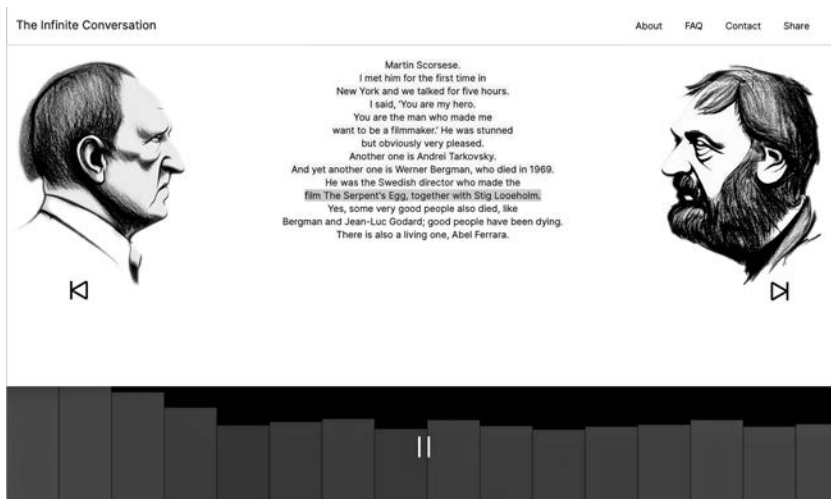 The Infinite Conversation
About FAQ Contact Share
Martin Scorsese.
I met him for the first time in
New York and we talked for five hours.
I said, 'You are my hero.
You are the man who made me
want to be a filmmaker.' He was stunned
but obviously very pleased.
Another one is Andrei Tarkovsky.
And yet another one is Werner Bergman, who died in 1969.
He was the Swedish director who made the
film The Serpent's Egg, together with Stig Looeholm.
Yes, some very good people also died, like
Bergman and Jean-Luc Godard; good people have been dying.
There is also a living one, Abel Ferrara.